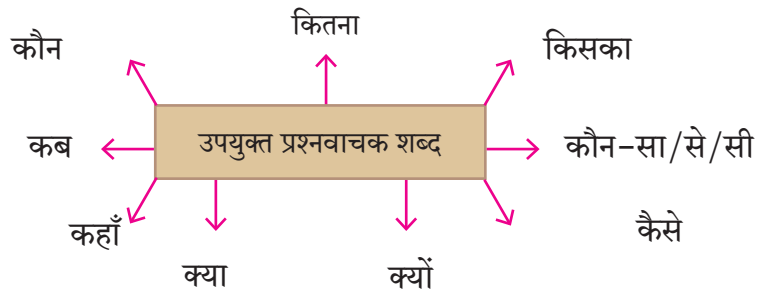 कितना
कौन
किसका
उपयुक्त प्रश्नवाचक शब्द
कब
कौन-सा/से/सी
कहाँ
कैसे
क्या
क्यों